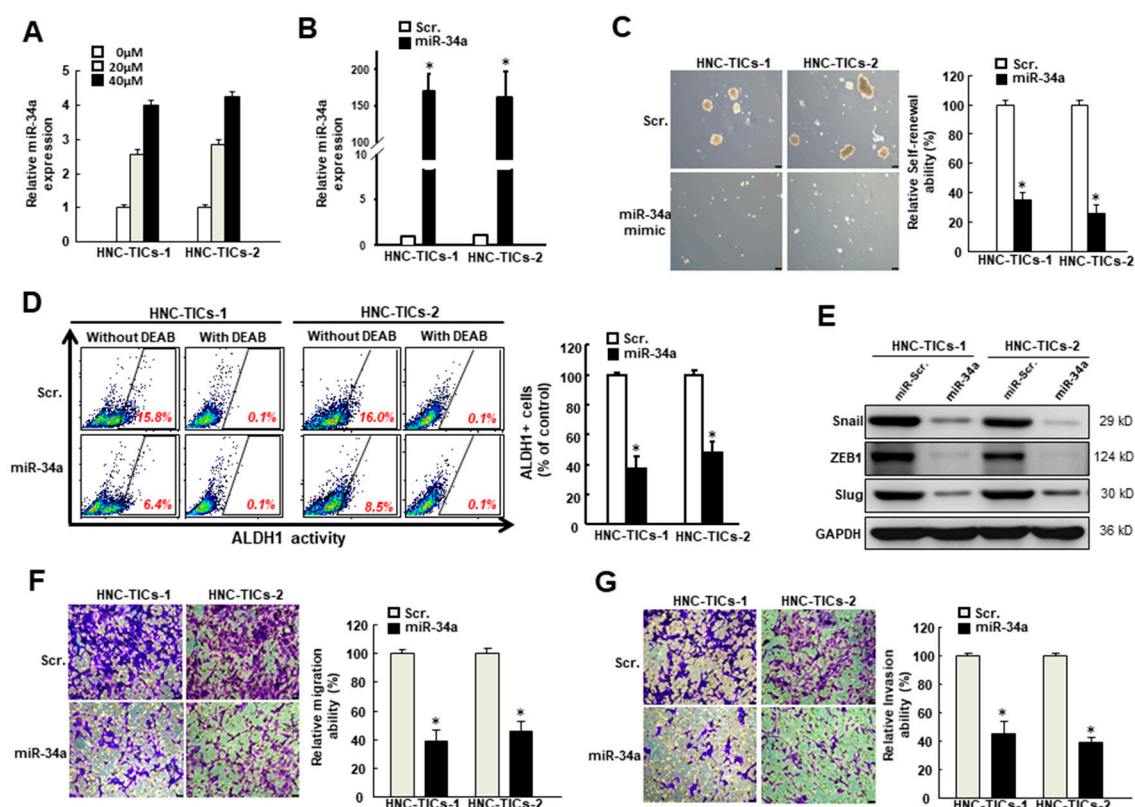 A
0μM
20μM
40μM
Relative miR-34a
expression
5
4
3
2
1
0
HNC-TICs-1 HNC-TICs-2
B
Scr.
miR-34a
Relative miR-34a
expression
200
150
100
10
5
0
* *
HNC-TICs-1 HNC-TICs-2
C
HNC-TICs-1 HNC-TICs-2
Scr.
miR-34a
mimic
Scr.
miR-34a
Relative Self-renewal
ability (%)
120
100
80
60
40
20
0
* *
HNC-TICs-1 HNC-TICs-2
D
HNC-TICs-1 HNC-TICs-2
Without DEAB With DEAB Without DEAB With DEAB
Scr.
15.8% 0.1% 16.0% 0.1%
miR-34a
6.4% 0.1% 8.5% 0.1%
ALDH1 activity
Scr.
miR-34a
ALDH1+ cells
(% of control)
120
100
80
60
40
20
0
* *
HNC-TICs-1 HNC-TICs-2
E
HNC-TICs-1 HNC-TICs-2
miR-Scr. miR-34a miR-Scr. miR-34a
Snail 29 kD
ZEB1 124 kD
Slug 30 kD
GAPDH 36 kD
F
HNC-TICs-1 HNC-TICs-2
Scr.
miR-34a
Scr.
miR-34a
Relative migration
ability (%)
120
100
80
60
40
20
0
* *
HNC-TICs-1 HNC-TICs-2
G
HNC-TICs-1 HNC-TICs-2
Scr.
miR-34a
Scr.
miR-34a
Relative Invasion
ability (%)
120
100
80
60
40
20
0
* *
HNC-TICs-1 HNC-TICs-2